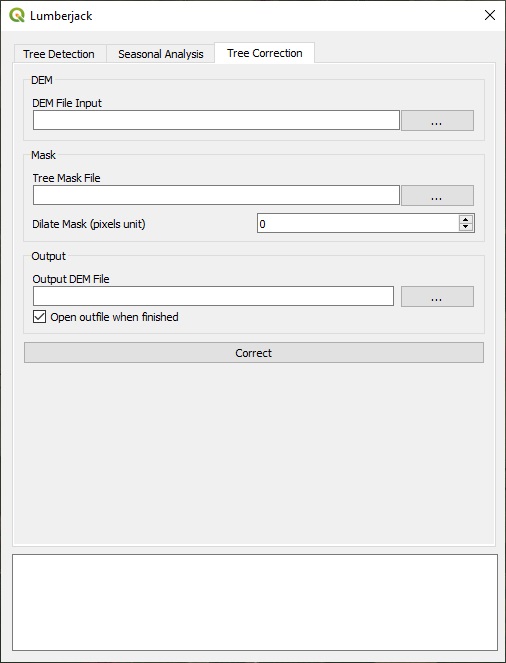 Lumberjack
Tree Detection Seasonal Analysis Tree Correction
DEM
DEM File Input
...
Mask
Tree Mask File
...
Dilate Mask (pixels unit) 0
Output
Output DEM File
...
Open outfile when finished
Correct